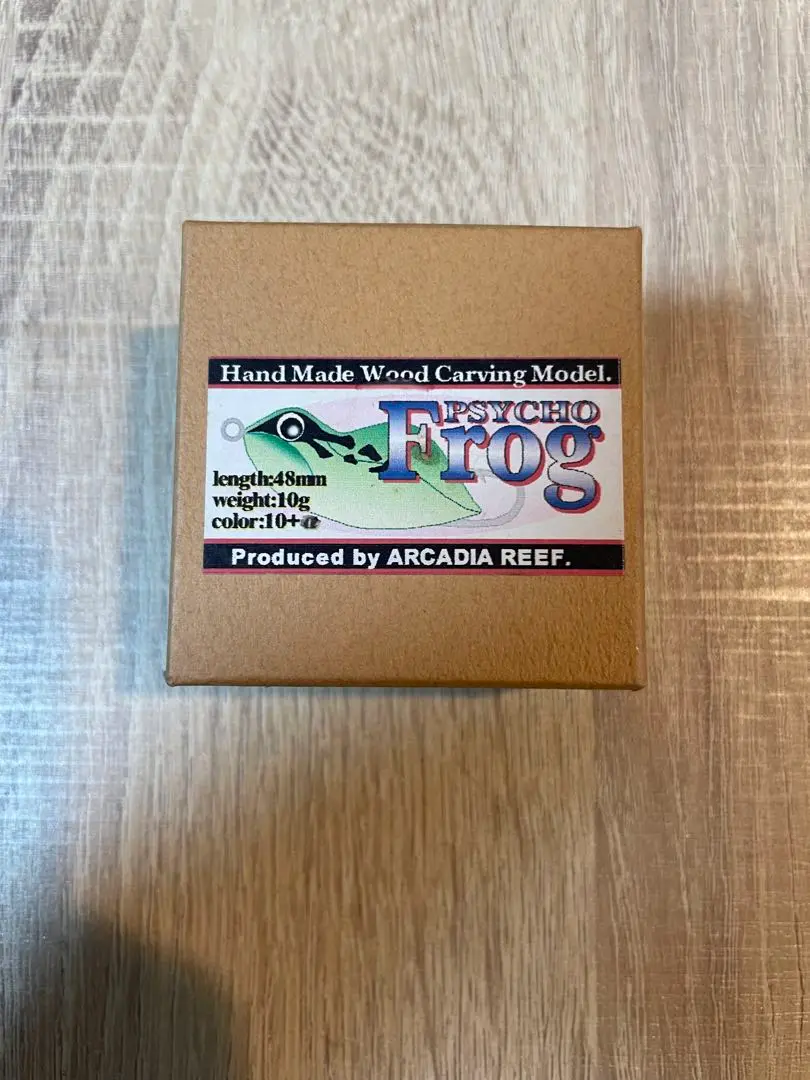 Hand Made Wood Carving Model.
PSYCHO
Frog
length:48mm
weight:10g
color:10+α
Produced by ARCADIA REEF.